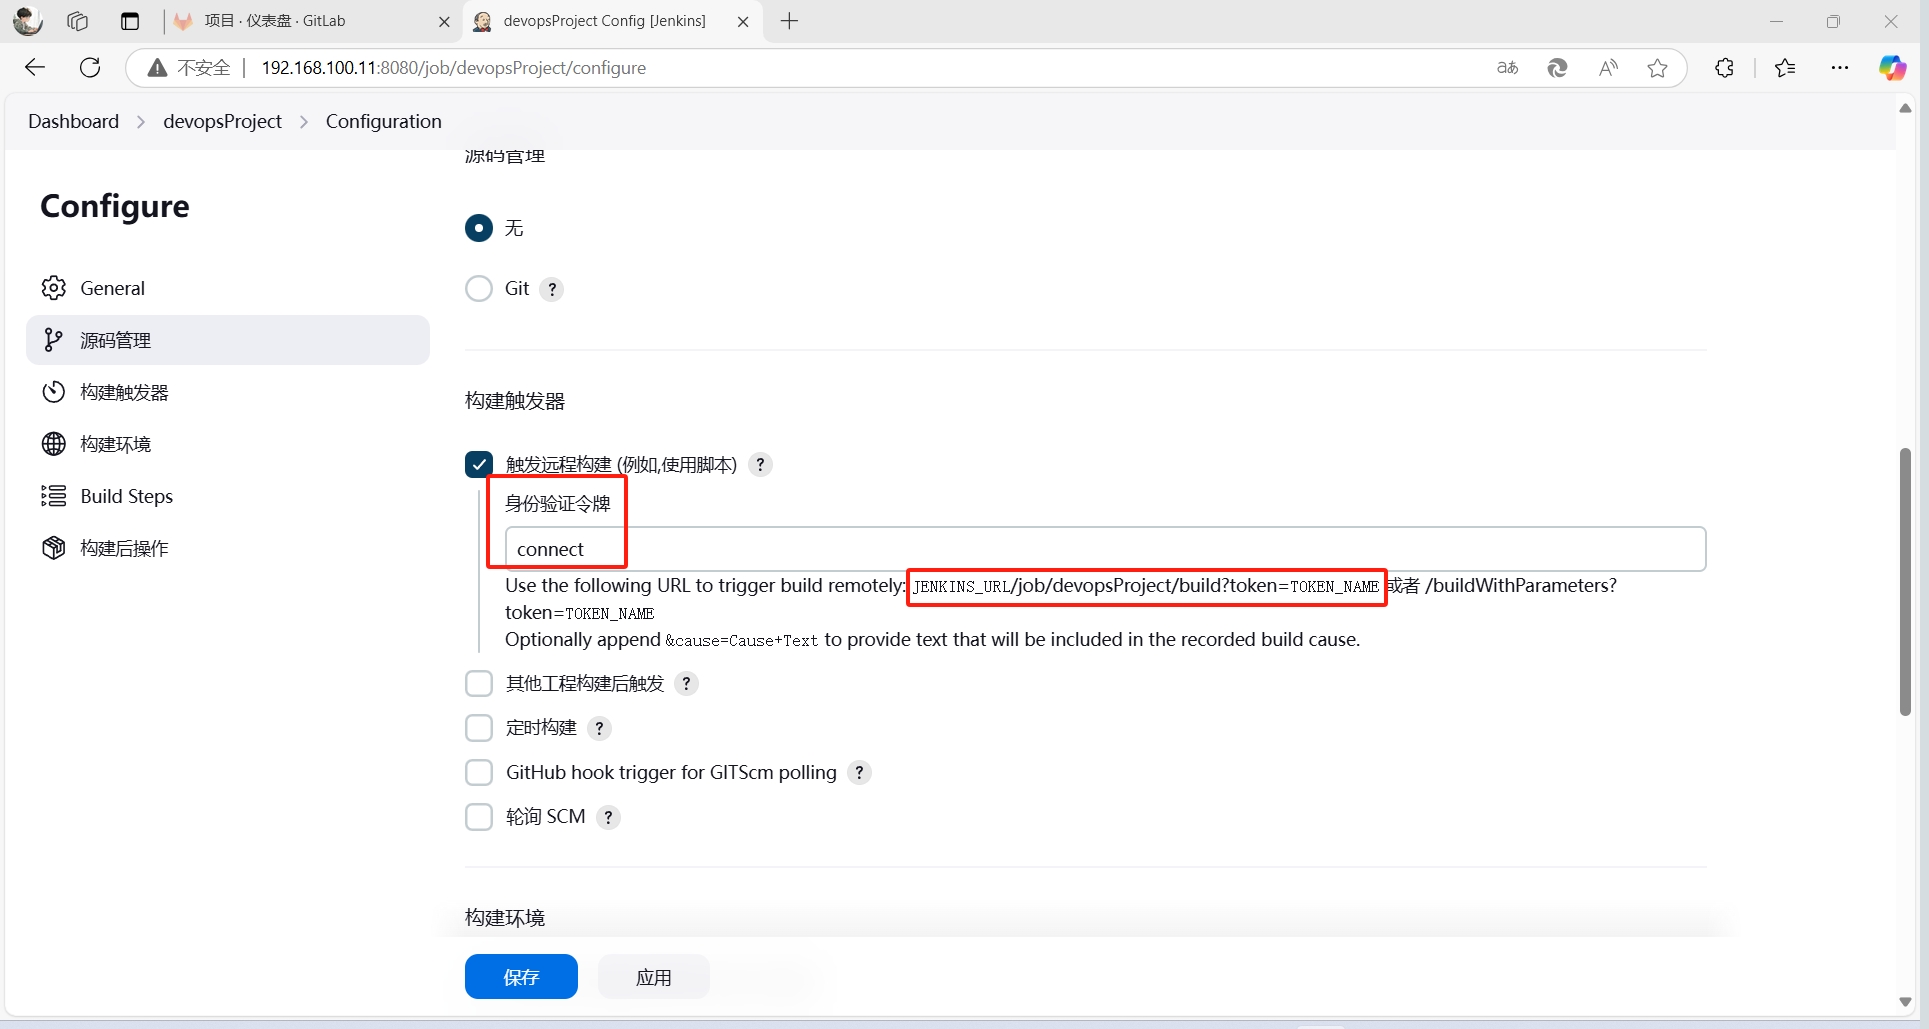 项目 · 仪表盘 · GitLab
devopsProject Config [Jenkins]
不安全
192.168.100.11:8080/job/devopsProject/configure
Dashboard
devopsProject
Configuration
Configure
General
源码管理
构建触发器
构建环境
Build Steps
构建后操作
源码管理
无
Git ?
构建触发器
触发远程构建 (例如,使用脚本) ?
身份验证令牌
connect
Use the following URL to trigger build remotely: JENKINS_URL/job/devopsProject/build?token=TOKEN_NAME 或者 /buildWithParameters?
token=TOKEN_NAME
Optionally append &cause=Cause+Text to provide text that will be included in the recorded build cause.
其他工程构建后触发 ?
定时构建 ?
GitHub hook trigger for GITScm polling ?
轮询 SCM ?
构建环境
保存
应用